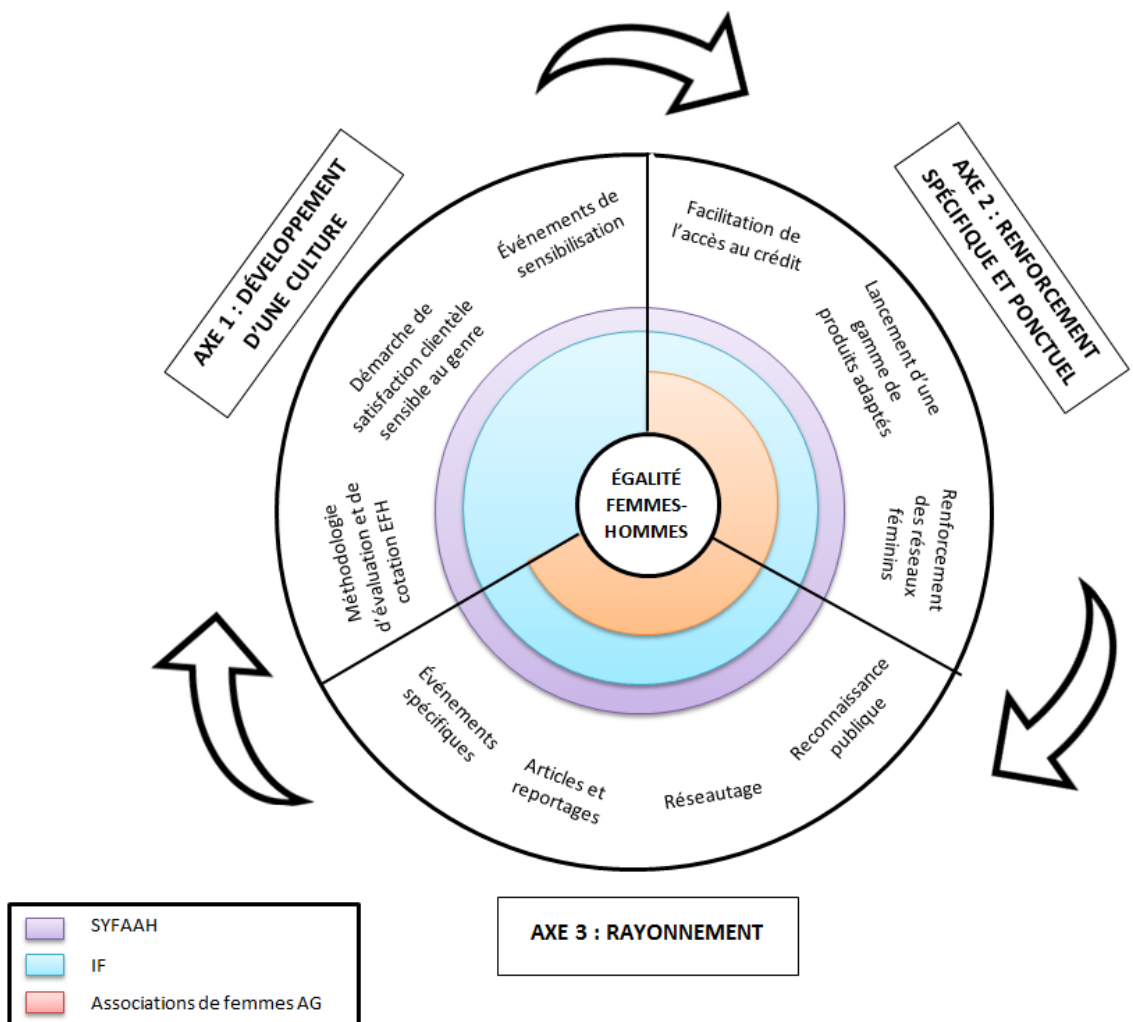 AXE 1 : DÉVELOPPEMENT
D'UNE CULTURE
Événements de
sensibilisation
Démarche de
satisfaction clientèle
sensible au genre
Méthodologie
d'évaluation et de
cotation EFH
AXE 2 : RENFORCEMENT
SPÉCIFIQUE ET PONCTUEL
Facilitation de
l'accès au crédit
Lancement d'une
gamme de
produits adaptés
Renforcement
des réseaux
féminins
ÉGALITÉ
FEMMES-
HOMMES
Événements
spécifiques
Articles et
reportages
Réseautage
Reconnaissance
publique
AXE 3 : RAYONNEMENT
SYFAAH
IF
Associations de femmes AG